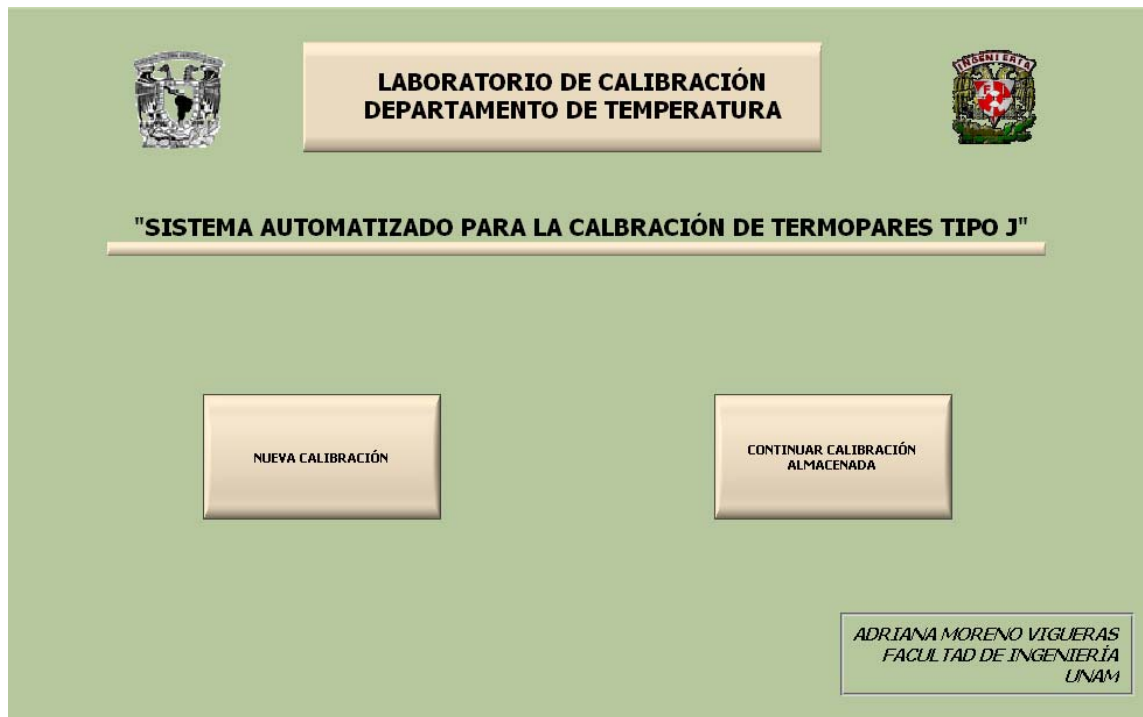 INGENIERIA
LABORATORIO DE CALIBRACIÓN
DEPARTAMENTO DE TEMPERATURA
"SISTEMA AUTOMATIZADO PARA LA CALBRACIÓN DE TERMOPARES TIPO J"
NUEVA CALIBRACIÓN
CONTINUAR CALIBRACIÓN
ALMACENADA
ADRIANA MORENO VIGUERAS
FACULTAD DE INGENIERÍA
UNAM